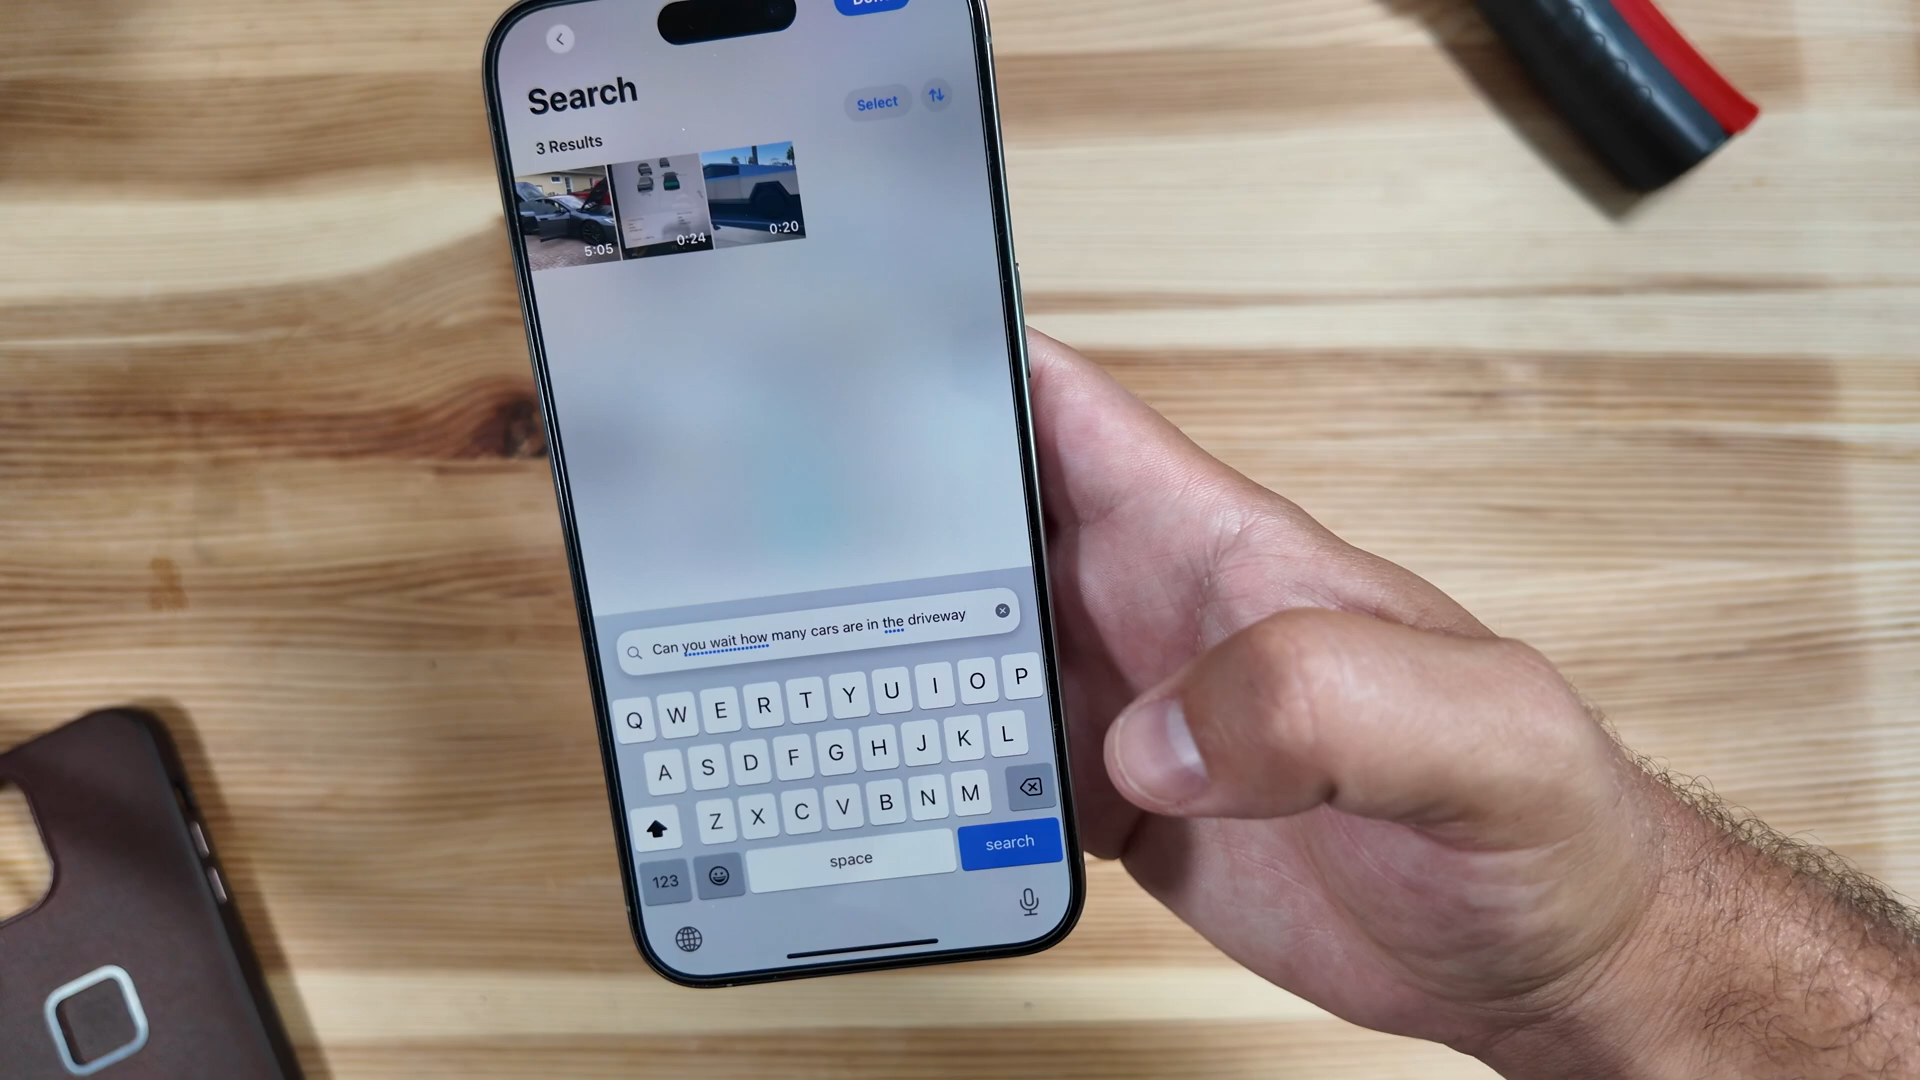 Search
Select
3 Results
5:05
0:24
0:20
Can you wait how many cars are in the driveway
Q W E R T Y U I O P
A S D F G H J K L
Z X C V B N M
123
space
search